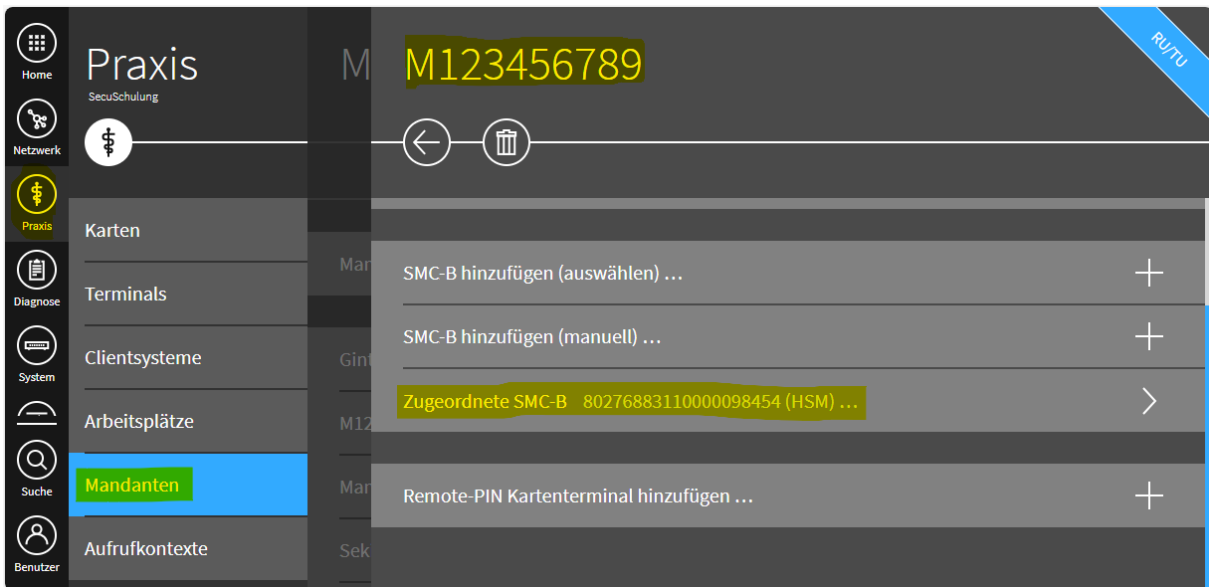 Home
Netzwerk
Praxis
Diagnose
System
Suche
Benutzer
Praxis
SecuSchulung
Karten
Terminals
Clientsysteme
Arbeitsplätze
Mandanten
Aufrufkontexte
M
Mar
Gint
M12
Mar
Sek
M123456789
RU/TU
SMC-B hinzufügen (auswählen) ...
SMC-B hinzufügen (manuell) ...
Zugeordnete SMC-B 80276883110000098454 (HSM) ...
Remote-PIN Kartenterminal hinzufügen ...